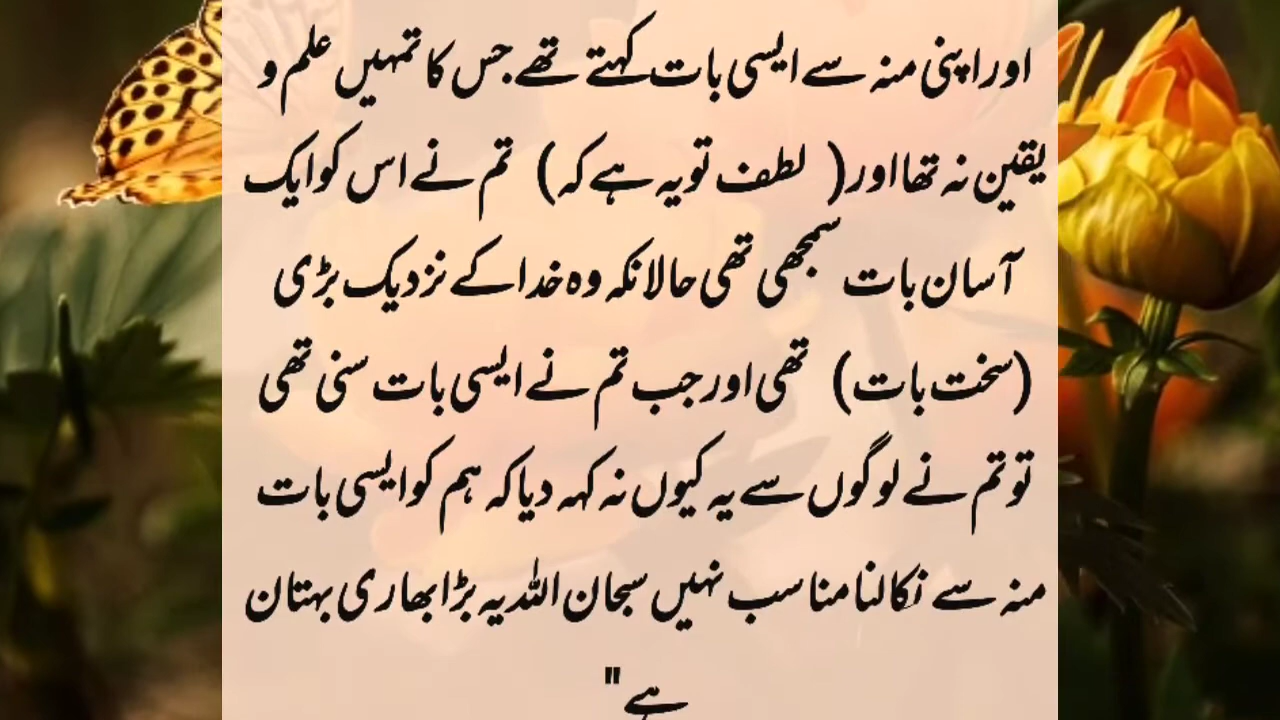 اور اپنی منہ سے ایسی بات کہتے تھے جس کا تمہیں علم و
یقین نہ تھا اور ( لطف تو یہ ہے کہ ) تم نے اس کو ایک
آسان بات سمجھی تھی حالانکہ وہ خدا کے نزدیک بڑی
(سخت بات) تھی اور جب تم نے ایسی بات سنی تھی
تو تم نے لوگوں سے یہ کیوں نہ کہہ دیا کہ ہم کو ایسی بات
منہ سے نکالنا مناسب نہیں سبحان اللہ یہ بڑا بھاری بہتان
ہے "